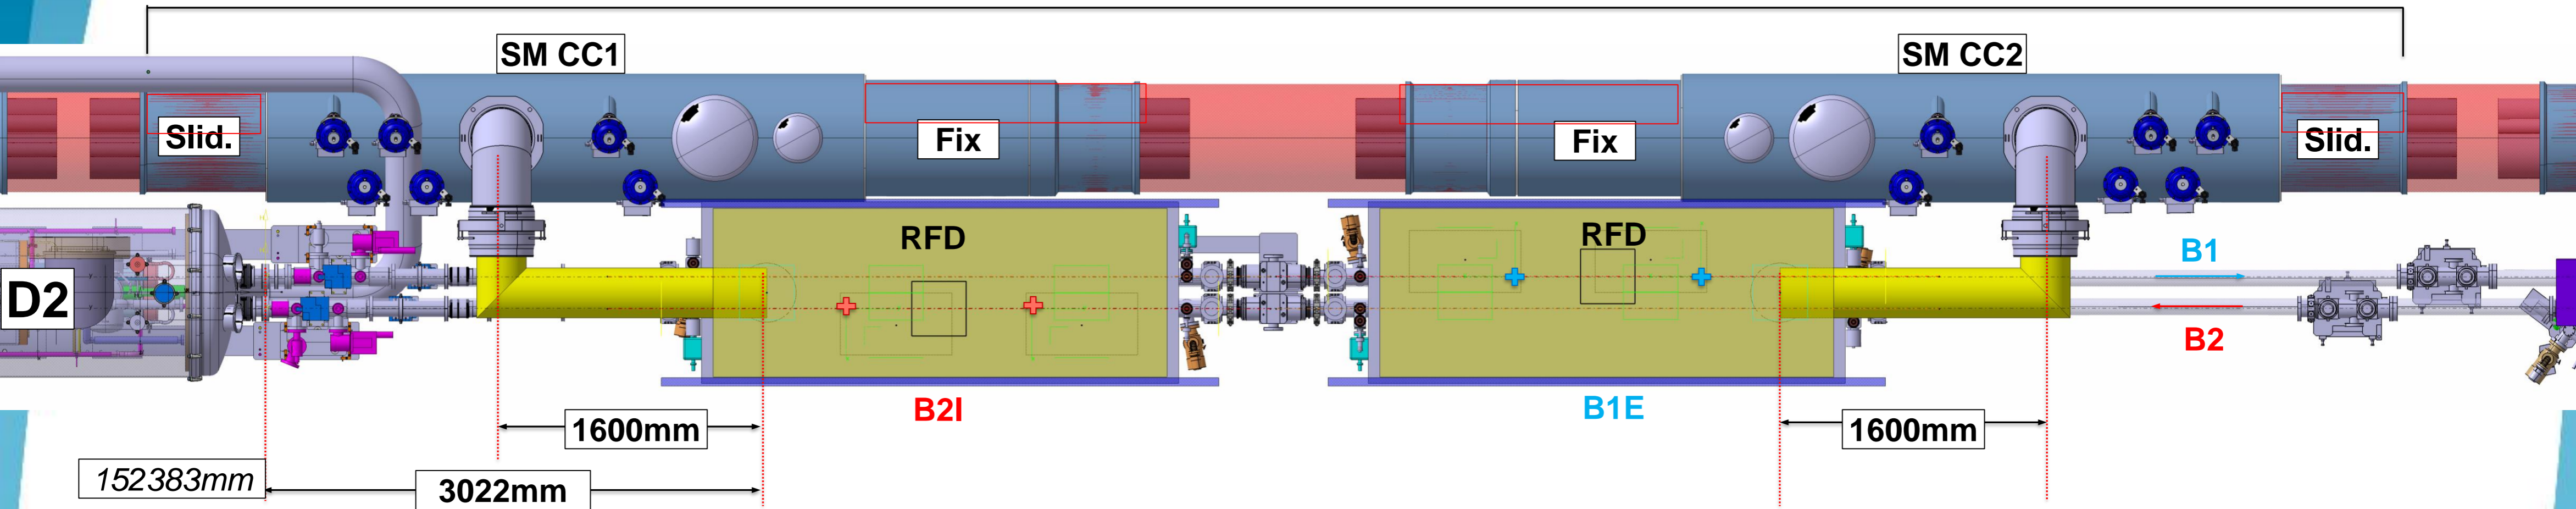 SM CC1
SM CC2
Slid.
Fix
Fix
Slid.
RFD
RFD
D2
B1
B2
B2I
B1E
1600mm
1600mm
152383mm
3022mm